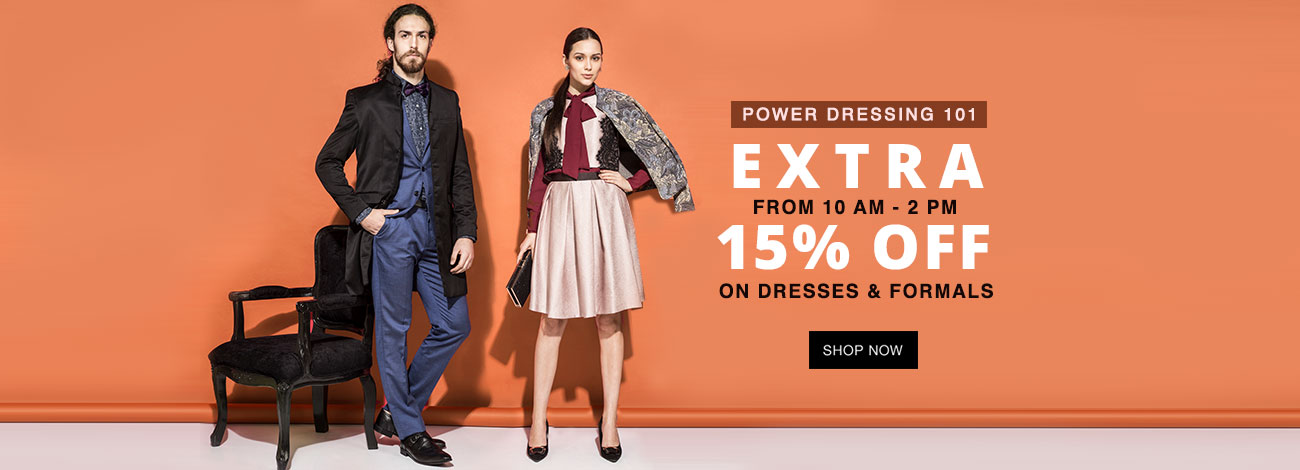 POWER DRESSING 101
EXTRA
FROM 10 AM - 2 PM
15% OFF
ON DRESSES & FORMALS
SHOP NOW